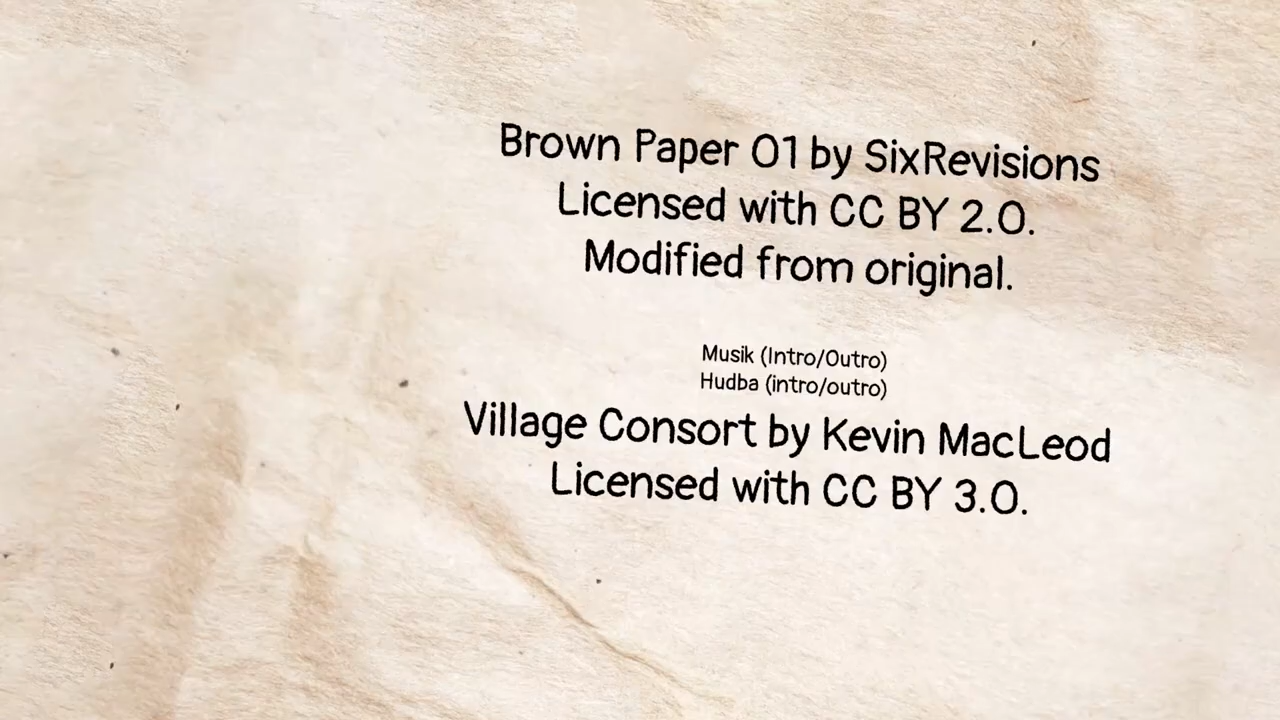 Brown Paper 01 by SixRevisions
Licensed with CC BY 2.0.
Modified from original.
Musik (Intro/Outro)
Hudba (intro/outro)
Village Consort by Kevin MacLeod
Licensed with CC BY 3.0.